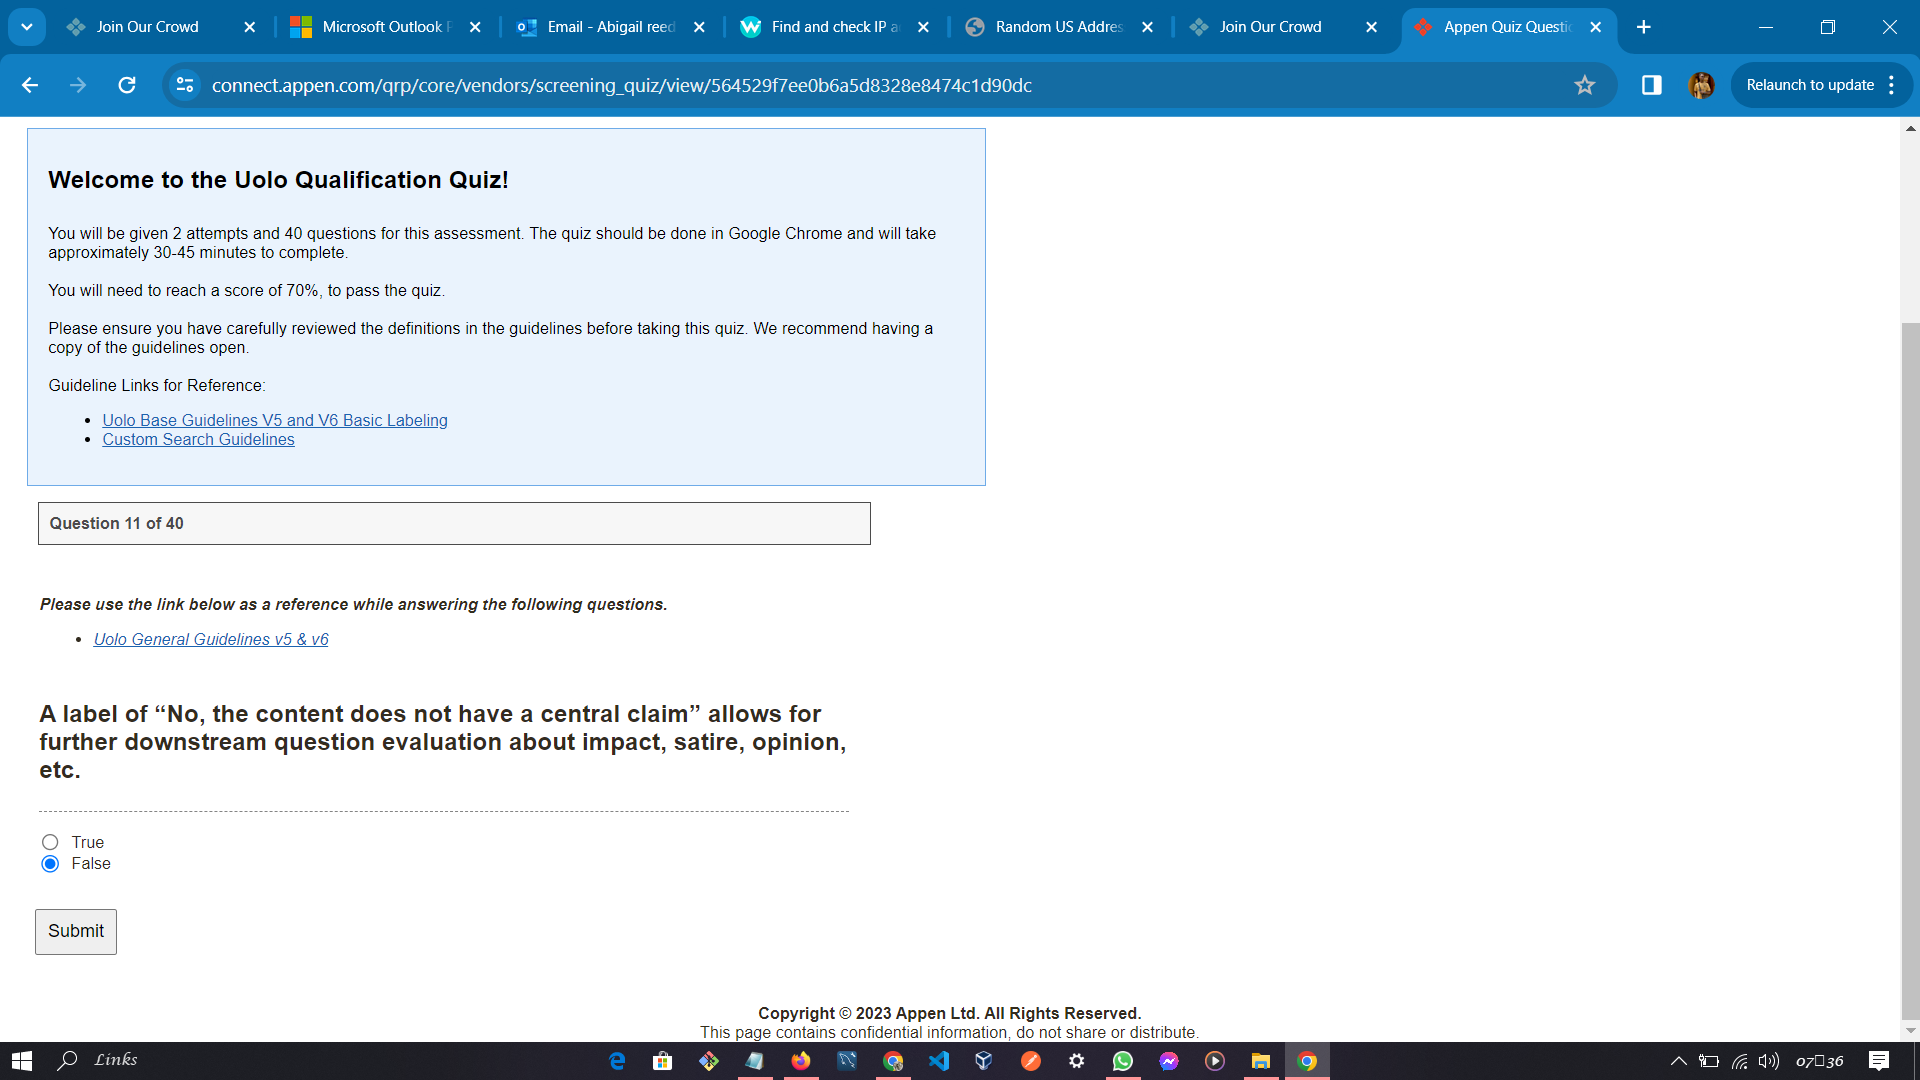 Join Our Crowd
Microsoft Outlook
Email - Abigail reed
Find and check IP
Random US Addres
Join Our Crowd
Appen Quiz Questio
connect.appen.com/qrp/core/vendors/screening_quiz/view/564529f7ee0b6a5d8328e8474c1d90dc
Relaunch to update
Welcome to the Uolo Qualification Quiz!
You will be given 2 attempts and 40 questions for this assessment. The quiz should be done in Google Chrome and will take
approximately 30-45 minutes to complete.
You will need to reach a score of 70%, to pass the quiz.
Please ensure you have carefully reviewed the definitions in the guidelines before taking this quiz. We recommend having a
copy of the guidelines open.
Guideline Links for Reference:
• Uolo Base Guidelines V5 and V6 Basic Labeling
• Custom Search Guidelines
Question 11 of 40
Please use the link below as a reference while answering the following questions.
• Uolo General Guidelines v5 & v6
A label of “No, the content does not have a central claim” allows for
further downstream question evaluation about impact, satire, opinion,
etc.
True
False
Submit
Copyright © 2023 Appen Ltd. All Rights Reserved.
This page contains confidential information, do not share or distribute.
Links
07▯36